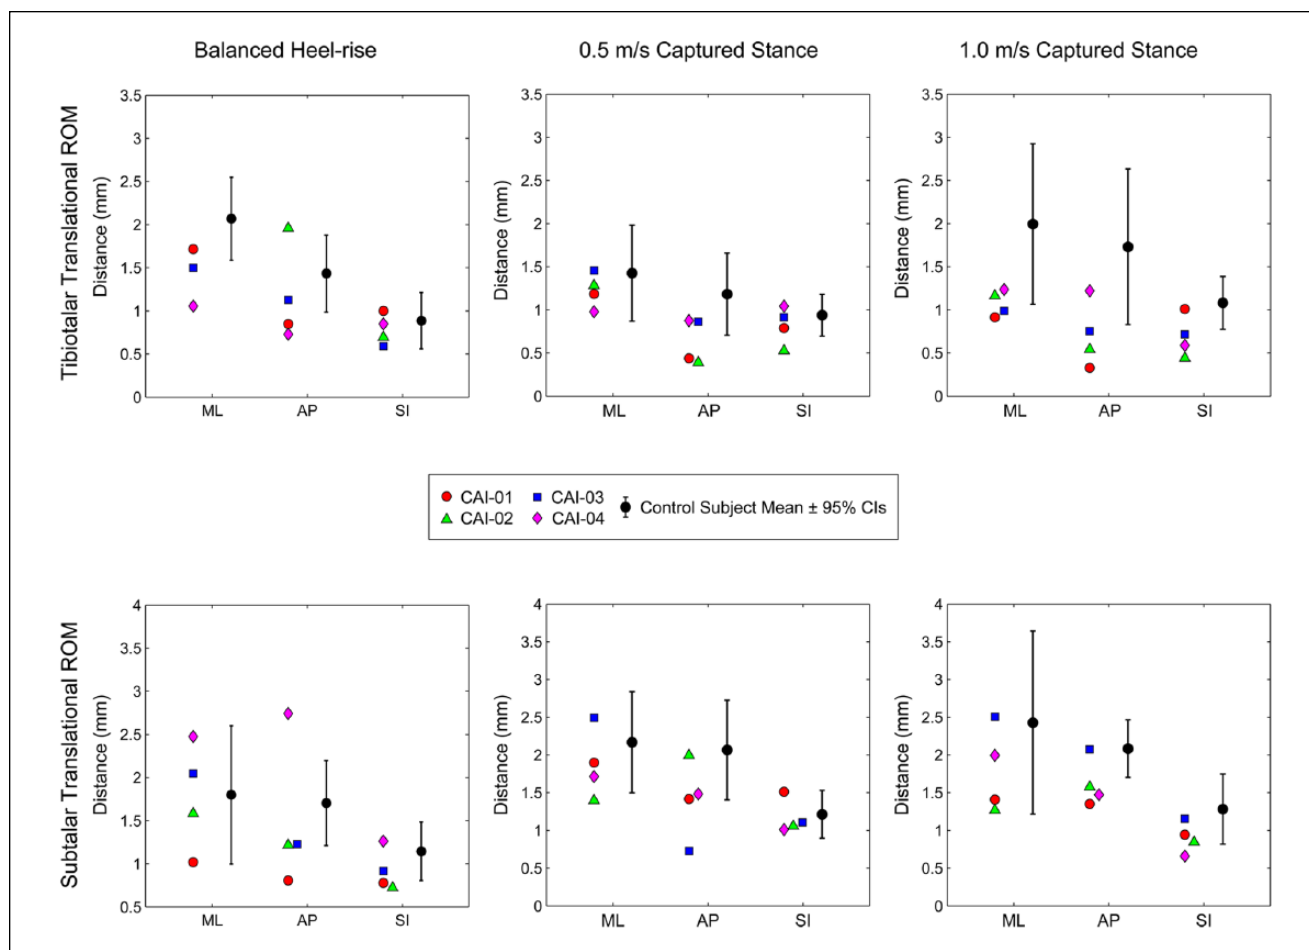 Balanced Heel-rise
0.5 m/s Captured Stance
1.0 m/s Captured Stance
Tibiotalar Translational ROM
Distance (mm)
3.5
3
2.5
2
1.5
1
0.5
0
ML AP SI
Distance (mm)
3.5
3
2.5
2
1.5
1
0.5
0
ML AP SI
Distance (mm)
3.5
3
2.5
2
1.5
1
0.5
0
ML AP SI
CAI-01 CAI-03 Control Subject Mean ± 95% CIs
CAI-02 CAI-04
Subtalar Translational ROM
Distance (mm)
4
3.5
3
2.5
2
1.5
1
0.5
ML AP SI
Distance (mm)
4
3.5
3
2.5
2
1.5
1
0.5
0
ML AP SI
Distance (mm)
4
3.5
3
2.5
2
1.5
1
0.5
0
ML AP SI